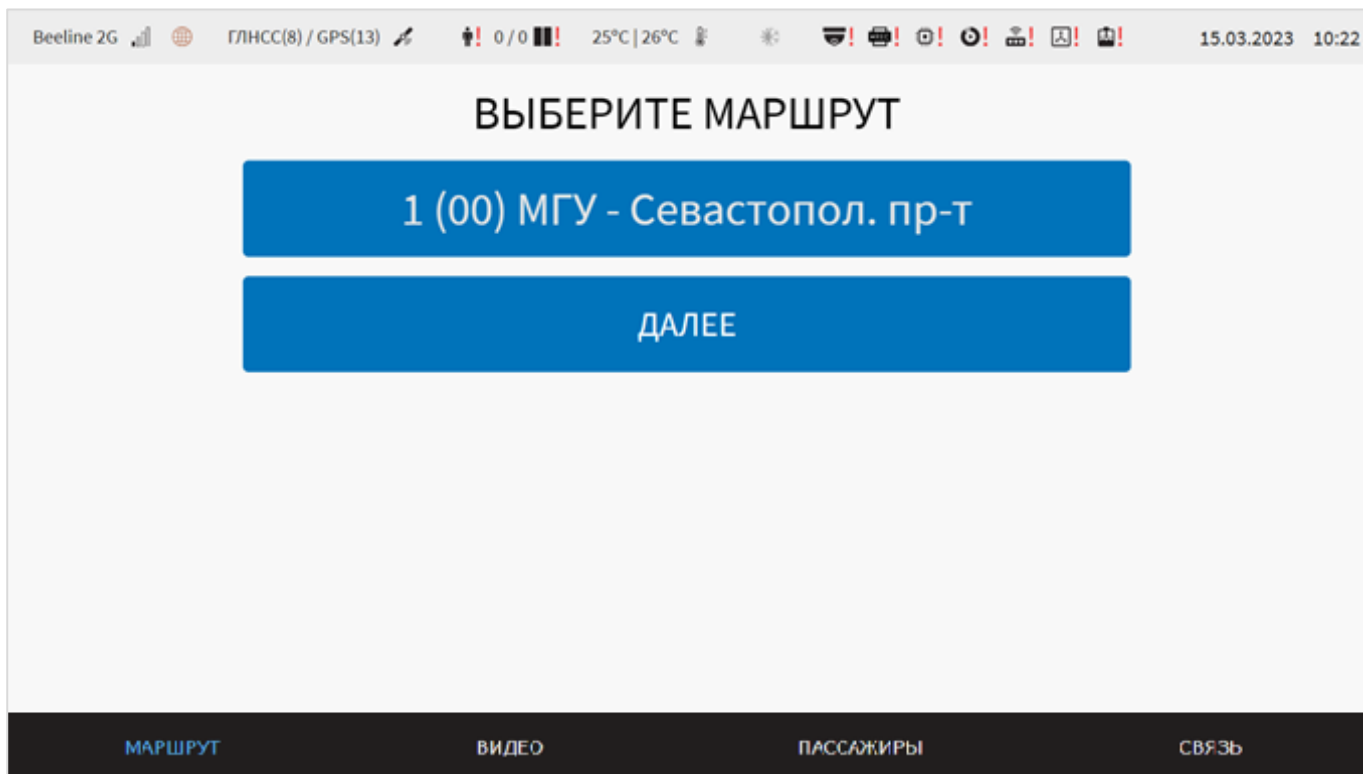 Beeline 2G ГЛНСС(8) / GPS(13) ! 0 / 0 ! 25°C | 26°C ! ! ! ! ! ! ! 15.03.2023 10:22
ВЫБЕРИТЕ МАРШРУТ
1 (00) МГУ - Севастопол. пр-т
ДАЛЕЕ
МАРШРУТ ВИДЕО ПАССАЖИРЫ СВЯЗЬ